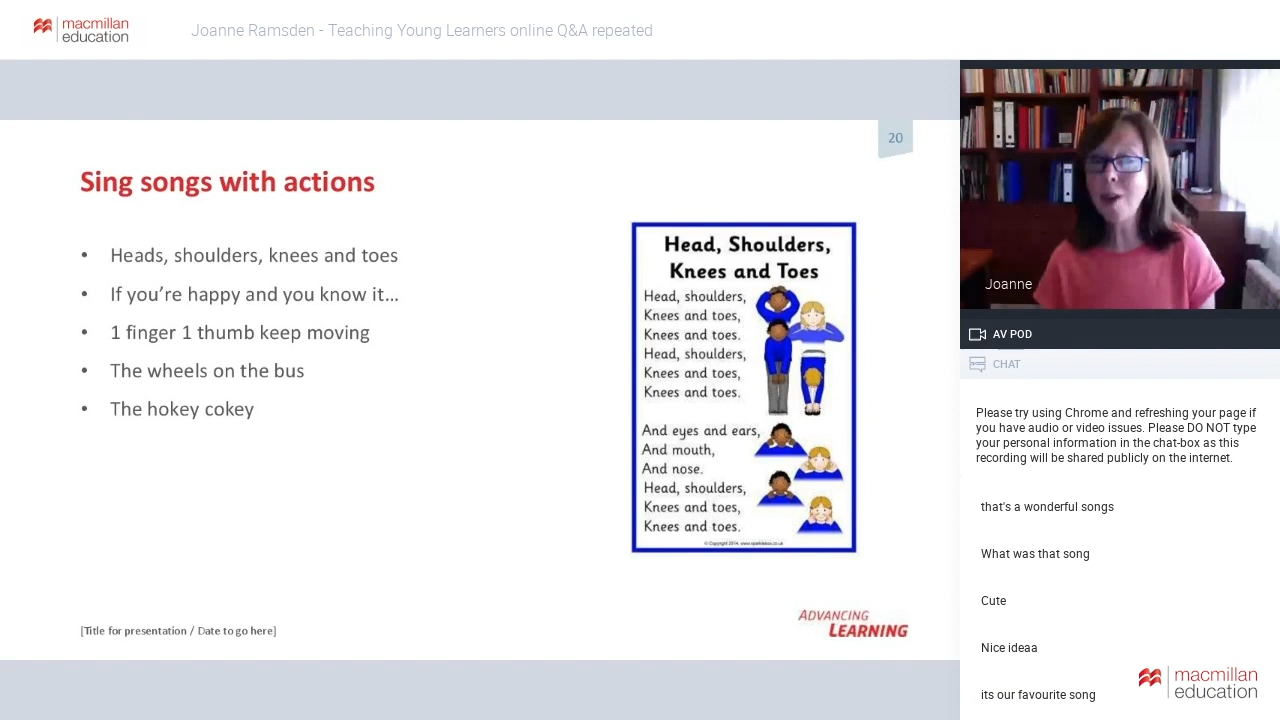 macmillan
education
Joanne Ramsden - Teaching Young Learners online Q&A repeated
20
Sing songs with actions
• Heads, shoulders, knees and toes
• If you're happy and you know it...
• 1 finger 1 thumb keep moving
• The wheels on the bus
• The hokey cokey
Head, Shoulders,
Knees and Toes
Head, shoulders,
Knees and toes,
Knees and toes.
Head, shoulders,
Knees and toes,
Knees and toes.
And eyes and ears,
And mouth,
And nose.
Head, shoulders,
Knees and toes,
Knees and toes.
© Copyright 2014, www.sparklebox.co.uk
[Title for presentation / Date to go here]
ADVANCING
LEARNING
Joanne
AV POD
CHAT
Please try using Chrome and refreshing your page if
you have audio or video issues. Please DO NOT type
your personal information in the chat-box as this
recording will be shared publicly on the internet.
that's a wonderful songs
What was that song
Cute
Nice ideaa
its our favourite song
macmillan
education